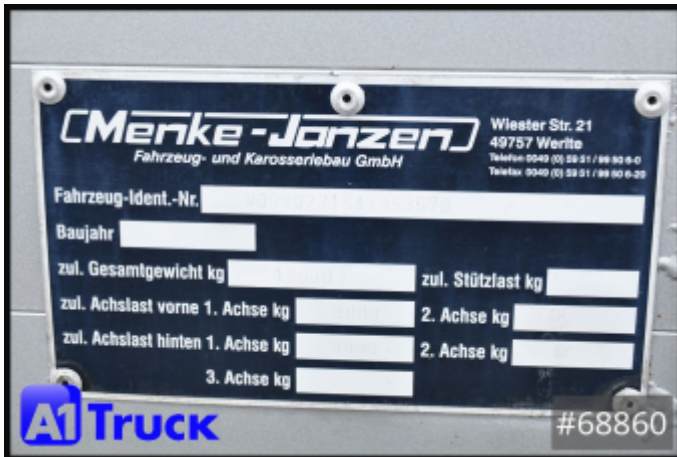 Menke-Janzen
Fahrzeug- und Karosseriebau GmbH
Wiester Str. 21
49757 Werlte
Telefon 0049 (0) 59 51 / 99 50 6-0
Telefax 0049 (0) 59 51 / 99 50 6-20
Fahrzeug-Ident.-Nr.
Baujahr
zul. Gesamtgewicht kg
zul. Stützlast kg
zul. Achslast vorne 1. Achse kg
2. Achse kg
zul. Achslast hinten 1. Achse kg
2. Achse kg
3. Achse kg
A1 Truck
#68860